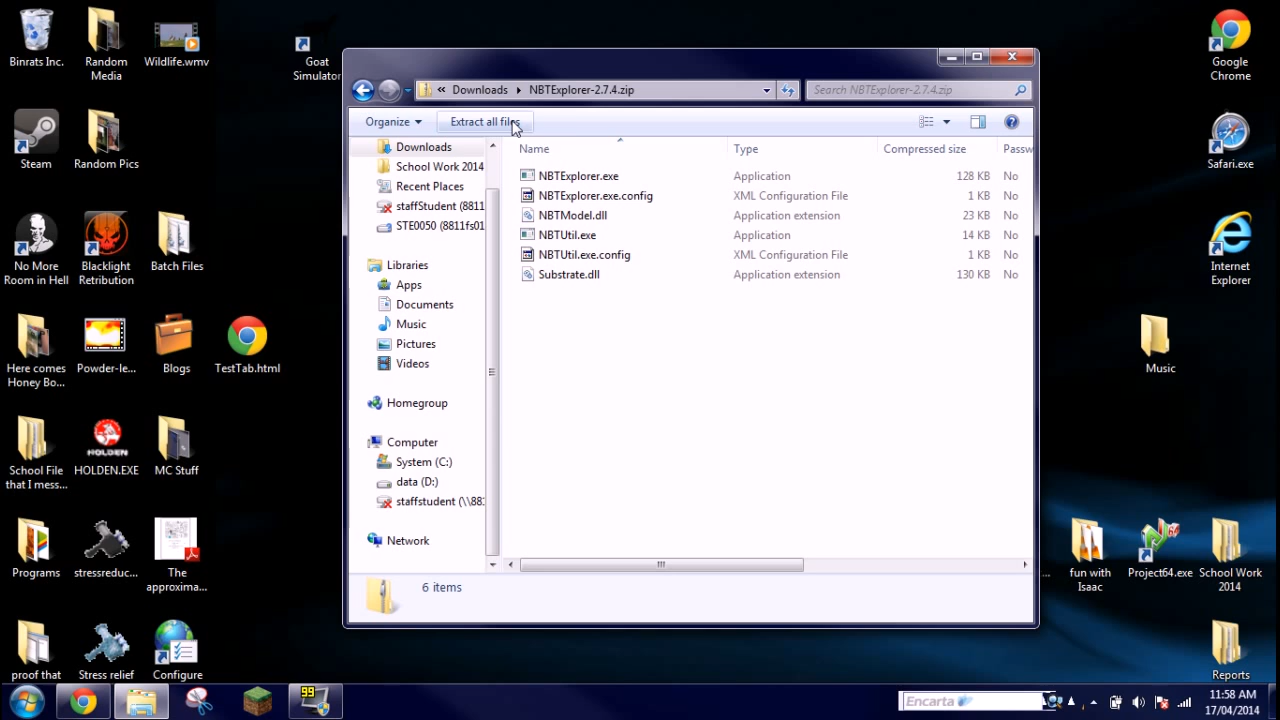 Binrats Inc.
Random
Media
Wildlife.wmv
Goat
Simulator
Google
Chrome
Steam
Random Pics
Safari.exe
No More
Room in Hell
Blacklight
Retribution
Batch Files
Internet
Explorer
Here comes
Honey Bo...
Powder-le...
Blogs
TestTab.html
Music
School File
that I mess...
HOLDEN
HOLDEN.EXE
MC Stuff
Programs
stressreduc...
The
approxima...
fun with
Isaac
64
Project64.exe
School Work
2014
proof that
Stress relief
Configure
Reports
« Downloads
NBTExplorer-2.7.4.zip
Search NBTExplorer-2.7.4.zip
Organize
Extract all files
Downloads
School Work 2014
Recent Places
staffStudent (8811
STE0050 (8811fs01
Libraries
Apps
Documents
Music
Pictures
Videos
Homegroup
Computer
System (C:)
data (D:)
staffstudent (\\88:
Network
Name Type Compressed size Passw
NBTExplorer.exe Application 128 KB No
NBTExplorer.exe.config XML Configuration File 1 KB No
NBTModel.dll Application extension 23 KB No
NBTUtil.exe Application 14 KB No
NBTUtil.exe.config XML Configuration File 1 KB No
Substrate.dll Application extension 130 KB No
6 items
99
Encarta
11:58 AM
17/04/2014